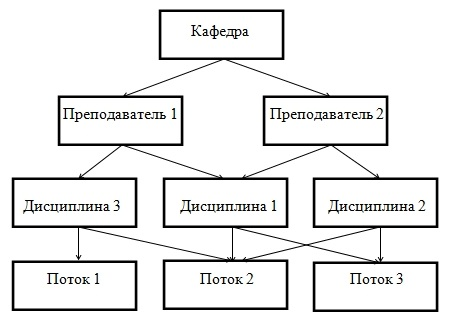 Кафедра
Преподаватель 1
Преподаватель 2
Дисциплина 3
Дисциплина 1
Дисциплина 2
Поток 1
Поток 2
Поток 3